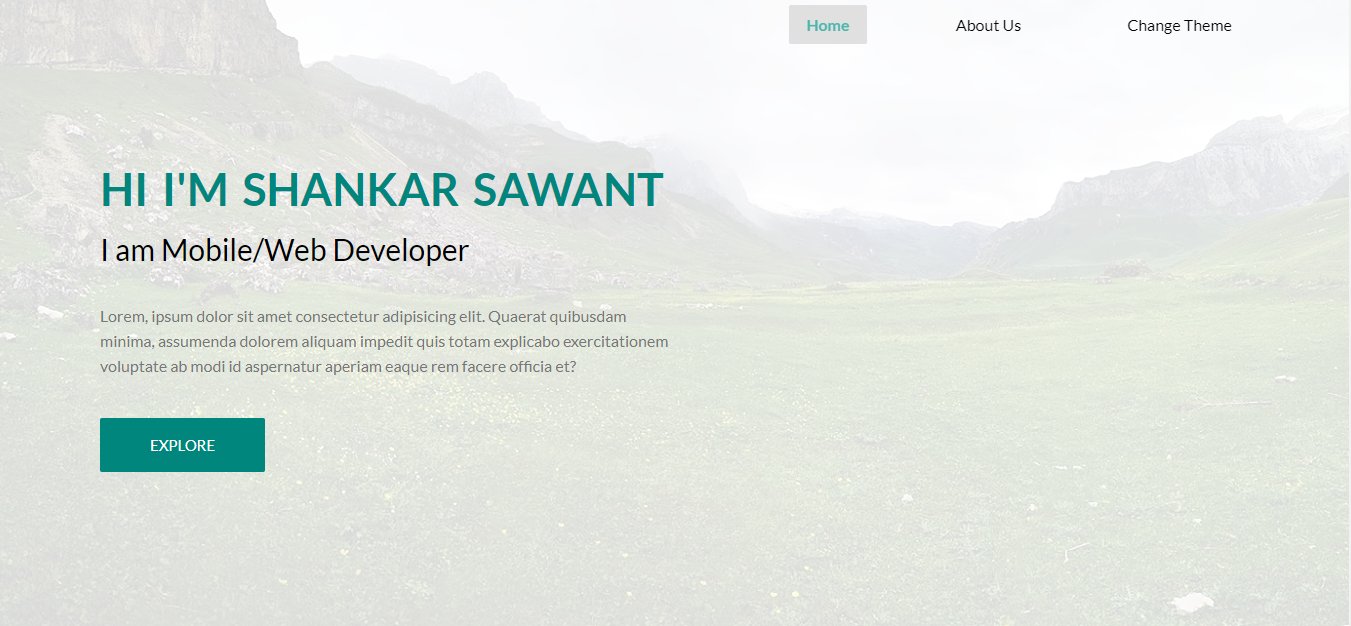 Home
About Us
Change Theme
HI I'M SHANKAR SAWANT
I am Mobile/Web Developer
Lorem, ipsum dolor sit amet consectetur adipisicing elit. Quaerat quibusdam
minima, assumenda dolorem aliquam impedit quis totam explicabo exercitationem
voluptate ab modi id aspernatur aperiam eaque rem facere officia et?
EXPLORE